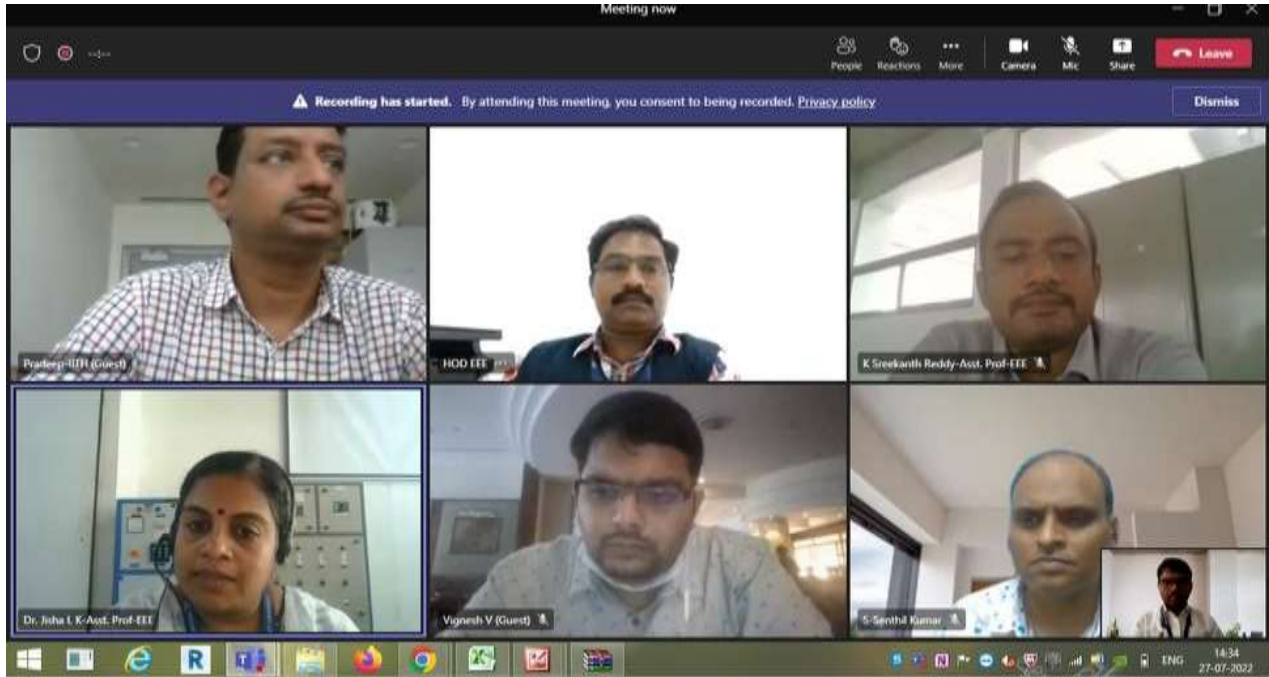 Meeting now
--:--
People
Reactions
More
Camera
Mic
Share
Leave
Recording has started. By attending this meeting, you consent to being recorded. Privacy policy
Dismiss
Pradeep-IITH (Guest)
HOD EEE ...
K Sreekanth Reddy-Asst. Prof-EEE
Dr. Jisha L K-Asst. Prof-EEE
Vignesh V (Guest)
S-Senthil Kumar
R
ENG
14:34
27-07-2022